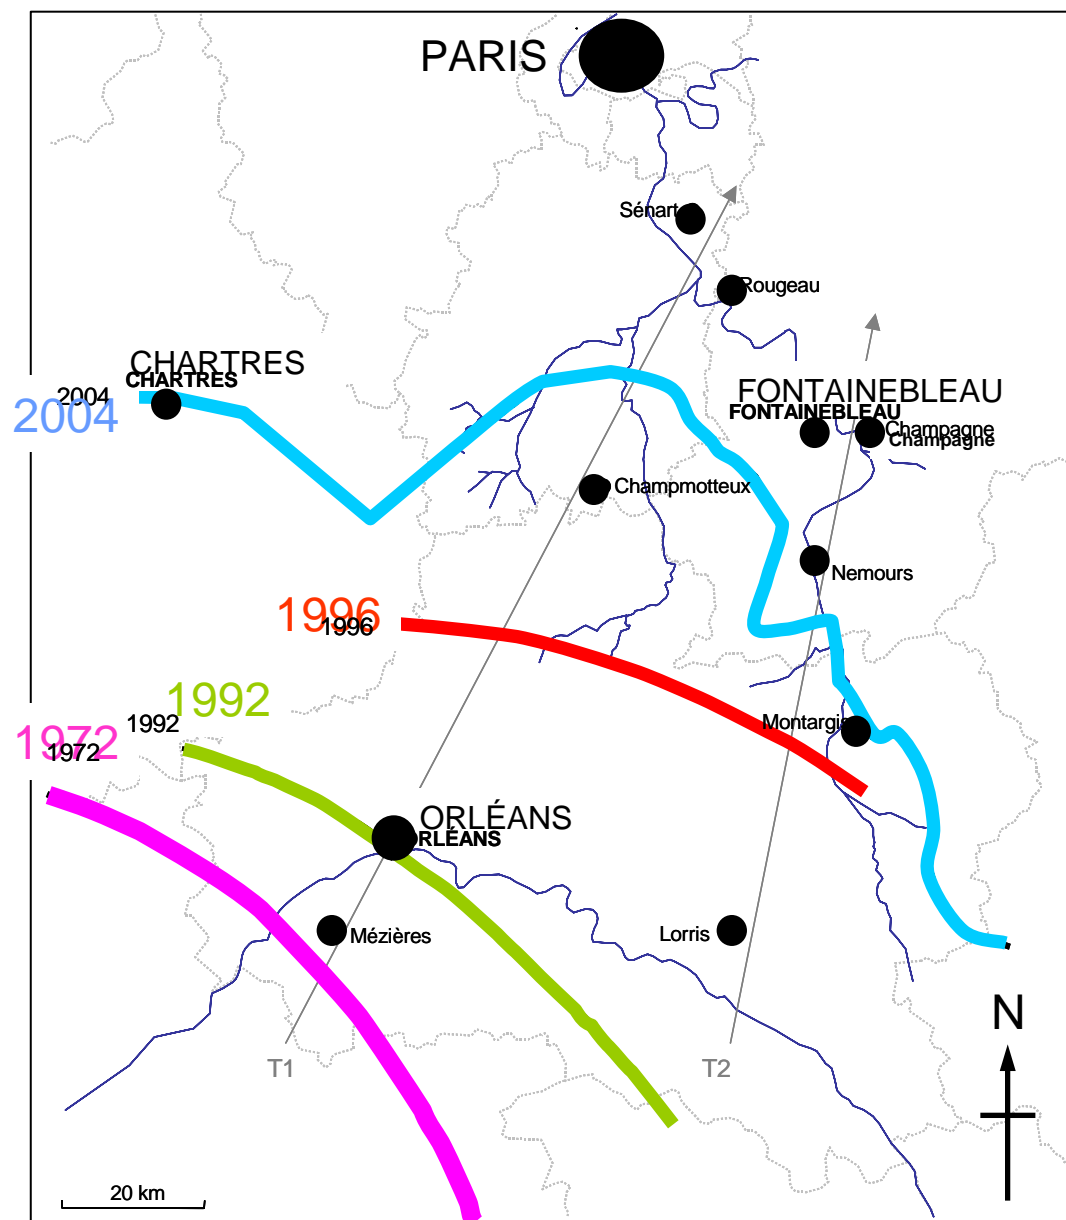 PARIS
Sénart
Rougeau
CHARTRES
CHARTRES
2004
2004
FONTAINEBLEAU
FONTAINEBLEAU
Champagne
Champagne
Champmotteux
Nemours
1996
1996
1992
1992
1972
1972
Montargis
ORLÉANS
ORLÉANS
Mézières
Lorris
N
T1
T2
20 km